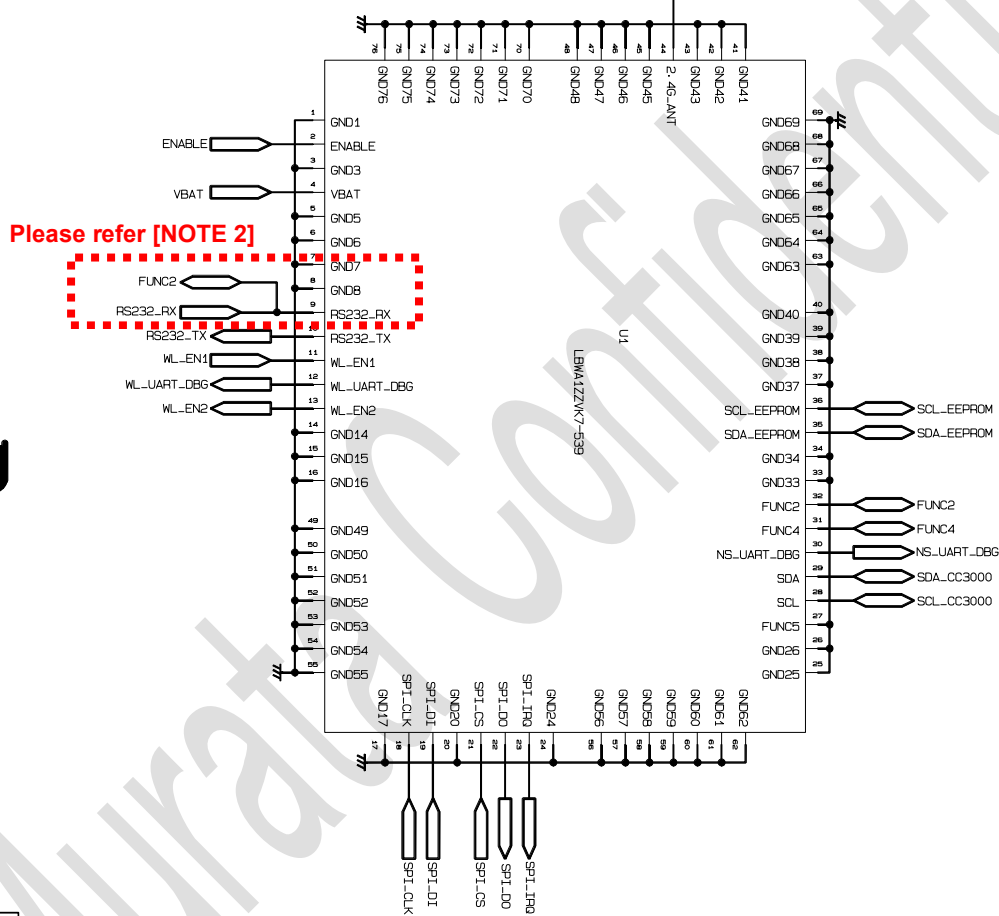 76 75 74 73 72 71 70 48 47 46 45 44 43 42 41
GND76 GND75 GND74 GND73 GND72 GND71 GND70 GND48 GND47 GND46 GND45 2.4G_ANT GND43 GND42 GND41
1 GND1
ENABLE 2 ENABLE
3 GND3
VBAT 4 VBAT
5 GND5
6 GND6
Please refer [NOTE 2]
7 GND7
FUNC2 8 GND8
RS232_RX 9 RS232_RX
RS232_TX 10 RS232_TX
WL_EN1 11 WL_EN1
WL_UART_DBG 12 WL_UART_DBG
WL_EN2 13 WL_EN2
14 GND14
15 GND15
16 GND16
49 GND49
50 GND50
51 GND51
52 GND52
53 GND53
54 GND54
55 GND55
U1
LBWA1ZZVK7-539
GND69 69
GND68 68
GND67 67
GND66 66
GND65 65
GND64 64
GND63 63
GND40 40
GND39 39
GND38 38
GND37 37
SCL_EEPROM 36 SCL_EEPROM
SDA_EEPROM 35 SDA_EEPROM
GND34 34
GND33 33
FUNC2 32 FUNC2
FUNC4 31 FUNC4
NS_UART_DBG 30 NS_UART_DBG
SDA 29 SDA_CC3000
SCL 28 SCL_CC3000
FUNC5 27
GND26 26
GND25 25
GND17 SPI_CLK SPI_DI GND20 SPI_CS SPI_DO SPI_IRQ GND24 GND56 GND57 GND58 GND59 GND60 GND61 GND62
17 18 19 20 21 22 23 24 56 57 58 59 60 61 62
SPI_CLK SPI_DI SPI_CS SPI_DO SPI_IRQ
Murata Confident